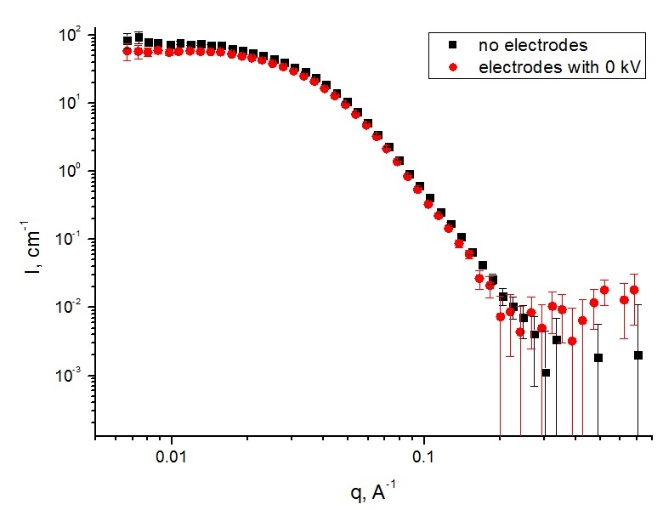 no electrodes
electrodes with 0 kV
10²
10¹
10⁰
10⁻¹
10⁻²
10⁻³
I, cm⁻¹
0.01
0.1
q, A⁻¹